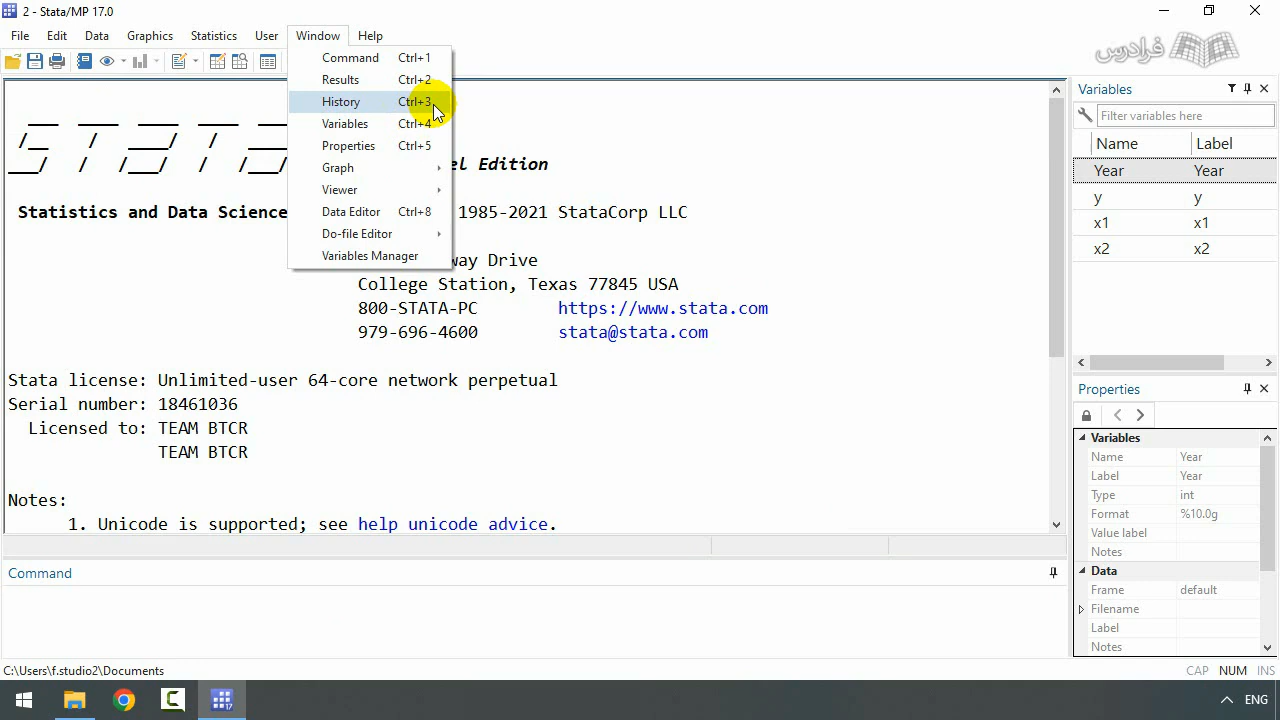 2 - Stata/MP 17.0
File Edit Data Graphics Statistics User Window Help
فرادرس
Command Ctrl+1
Results Ctrl+2
History Ctrl+3
Variables Ctrl+4
Properties Ctrl+5
Graph
Viewer
Data Editor Ctrl+8
Do-file Editor
Variables Manager
el Edition
Statistics and Data Science 1985-2021 StataCorp LLC
way Drive
College Station, Texas 77845 USA
800-STATA-PC https://www.stata.com
979-696-4600 stata@stata.com
Stata license: Unlimited-user 64-core network perpetual
Serial number: 18461036
Licensed to: TEAM BTCR
TEAM BTCR
Notes:
1. Unicode is supported; see help unicode_advice.
Command
Variables
Filter variables here
Name Label
Year Year
y y
x1 x1
x2 x2
Properties
Variables
Name Year
Label Year
Type int
Format %10.0g
Value label
Notes
Data
Frame default
Filename
Label
Notes
C:\Users\f.studio2\Documents
CAP NUM INS
17
ENG